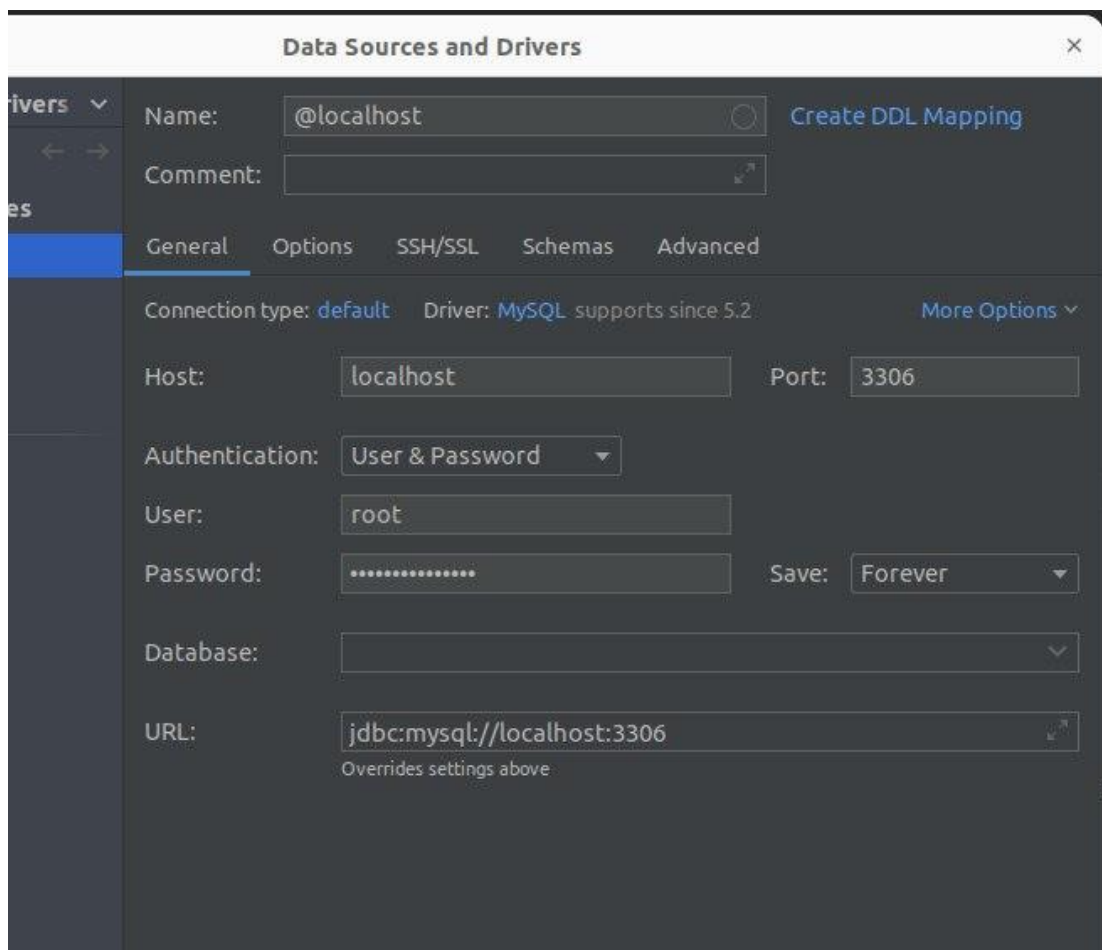 Data Sources and Drivers
rivers
Name: @localhost Create DDL Mapping
Comment:
es
General Options SSH/SSL Schemas Advanced
Connection type: default Driver: MySQL supports since 5.2 More Options
Host: localhost Port: 3306
Authentication: User & Password
User: root
Password: ••••••••••••••• Save: Forever
Database:
URL: jdbc:mysql://localhost:3306
Overrides settings above